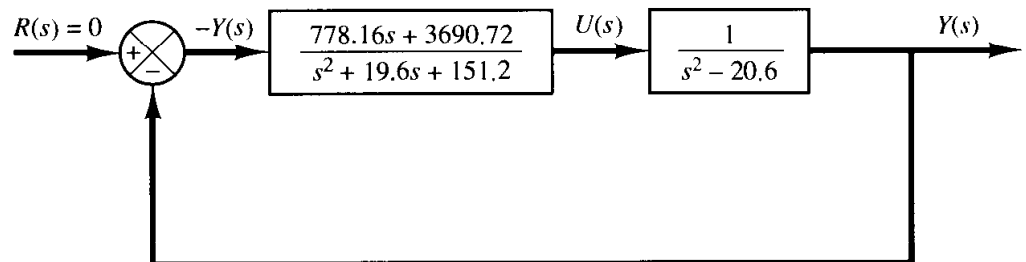 R(s) = 0
+
−
−Y(s)
778.16s + 3690.72
s² + 19.6s + 151.2
U(s)
1
s² − 20.6
Y(s)